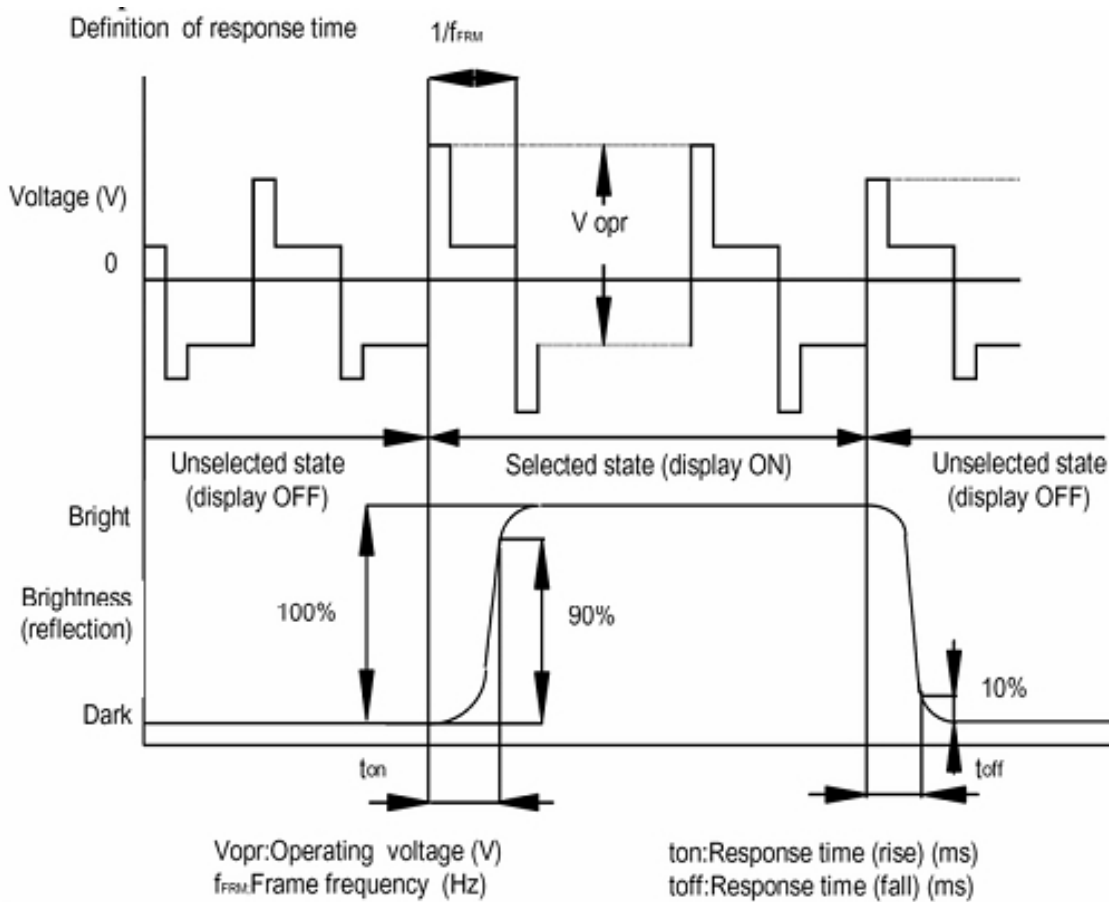 Definition of response time
1/fFRM
Voltage (V)
V opr
0
Unselected state
(display OFF)
Selected state (display ON)
Unselected state
(display OFF)
Bright
Brightness
(reflection)
100%
90%
10%
Dark
ton
toff
Vopr:Operating voltage (V)
fFRM:Frame frequency (Hz)
ton:Response time (rise) (ms)
toff:Response time (fall) (ms)